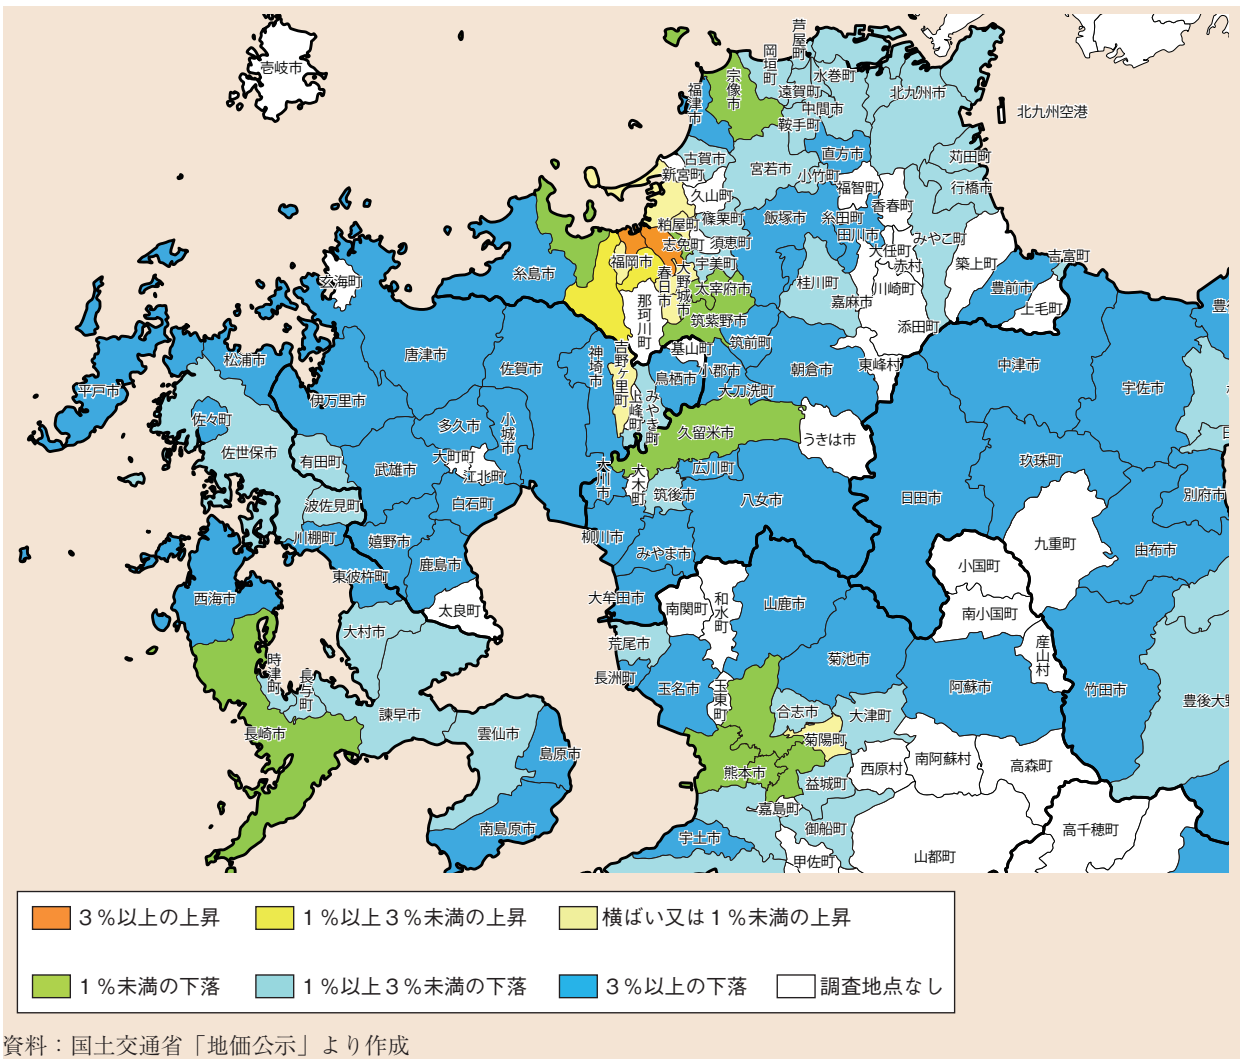 壱岐市
芦屋町
岡垣町
宗像市
水巻町
遠賀町
北九州市
福津市
中間市
北九州空港
鞍手町
直方市
古賀市
苅田町
宮若市
新宮町
小竹町
福智町
行橋市
久山町
香春町
篠栗町
飯塚市
糸田町
粕屋町
田川市
みやこ町
志免町
須恵町
大任町
吉富町
福岡市
宇美町
赤村
築上町
糸島市
大野城市
春日市
玄海町
桂川町
太宰府市
川崎町
豊前市
那珂川町
嘉麻市
上毛町
筑紫野市
添田町
唐津市
吉野ヶ里町
筑前町
神埼市
基山町
松浦市
佐賀市
小郡市
朝倉市
東峰村
中津市
鳥栖市
平戸市
大刀洗町
宇佐市
伊万里市
上峰町
みやき町
佐々町
多久市
小城市
久留米市
うきは市
佐世保市
大町町
有田町
武雄市
江北町
大川市
大木町
広川町
玖珠町
波佐見町
白石町
筑後市
八女市
日田市
別府市
川棚町
嬉野市
柳川市
みやま市
九重町
由布市
鹿島市
小国町
東彼杵町
西海市
大牟田市
和水町
太良町
南関町
山鹿市
南小国町
大村市
荒尾市
産山村
時津町
長与町
菊池市
長洲町
玉名市
玉東町
阿蘇市
竹田市
諫早市
合志市
大津町
豊後大野
長崎市
雲仙市
菊陽町
島原市
南阿蘇村
熊本市
西原村
高森町
益城町
嘉島町
南島原市
御船町
高千穂町
宇土市
甲佐町
山都町
3%以上の上昇
1%以上3%未満の上昇
横ばい又は1%未満の上昇
1%未満の下落
1%以上3%未満の下落
3%以上の下落
調査地点なし
資料：国土交通省「地価公示」より作成